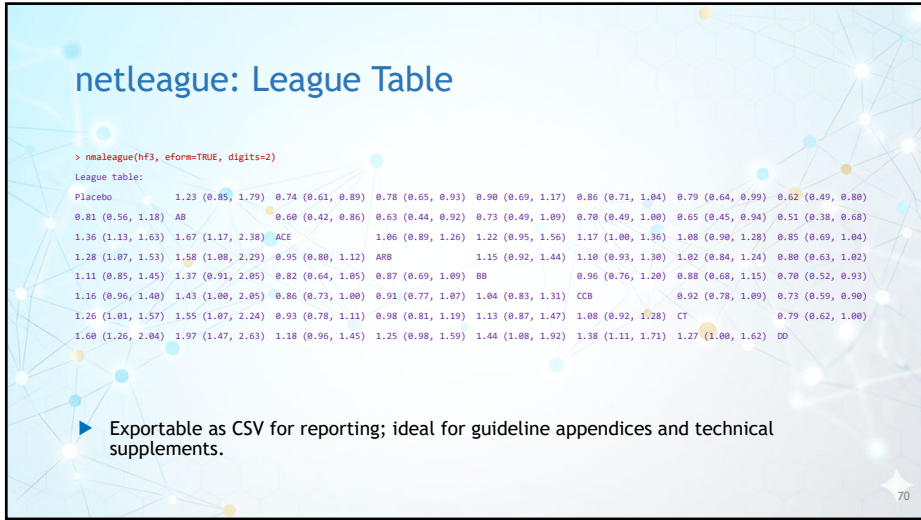 netleague: League Table
> nmaleague(hf3, eform=TRUE, digits=2)
League table:
Placebo 1.23 (0.85, 1.79) 0.74 (0.61, 0.89) 0.78 (0.65, 0.93) 0.90 (0.69, 1.17) 0.86 (0.71, 1.04) 0.79 (0.64, 0.99) 0.62 (0.49, 0.80)
0.81 (0.56, 1.18) AB 0.60 (0.42, 0.86) 0.63 (0.44, 0.92) 0.73 (0.49, 1.09) 0.70 (0.49, 1.00) 0.65 (0.45, 0.94) 0.51 (0.38, 0.68)
1.36 (1.13, 1.63) 1.67 (1.17, 2.38) ACE 1.06 (0.89, 1.26) 1.22 (0.95, 1.56) 1.17 (1.00, 1.36) 1.08 (0.90, 1.28) 0.85 (0.69, 1.04)
1.28 (1.07, 1.53) 1.58 (1.08, 2.29) 0.95 (0.80, 1.12) ARB 1.15 (0.92, 1.44) 1.10 (0.93, 1.30) 1.02 (0.84, 1.24) 0.80 (0.63, 1.02)
1.11 (0.85, 1.45) 1.37 (0.91, 2.05) 0.82 (0.64, 1.05) 0.87 (0.69, 1.09) BB 0.96 (0.76, 1.20) 0.88 (0.68, 1.15) 0.70 (0.52, 0.93)
1.16 (0.96, 1.40) 1.43 (1.00, 2.05) 0.86 (0.73, 1.00) 0.91 (0.77, 1.07) 1.04 (0.83, 1.31) CCB 0.92 (0.78, 1.09) 0.73 (0.59, 0.90)
1.26 (1.01, 1.57) 1.55 (1.07, 2.24) 0.93 (0.78, 1.11) 0.98 (0.81, 1.19) 1.13 (0.87, 1.47) 1.08 (0.92, 1.28) CT 0.79 (0.62, 1.00)
1.60 (1.26, 2.04) 1.97 (1.47, 2.63) 1.18 (0.96, 1.45) 1.25 (0.98, 1.59) 1.44 (1.08, 1.92) 1.38 (1.11, 1.71) 1.27 (1.00, 1.62) DD
Exportable as CSV for reporting; ideal for guideline appendices and technical
supplements.
70